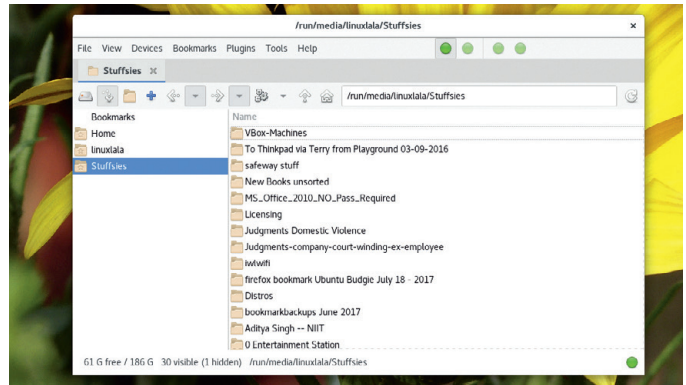 /run/media/linuxlala/Stuffsies
File View Devices Bookmarks Plugins Tools Help
Stuffsies
/run/media/linuxlala/Stuffsies
Bookmarks
Home
linuxlala
Stuffsies
Name
VBox-Machines
To Thinkpad via Terry from Playground 03-09-2016
safeway stuff
New Books unsorted
MS_Office_2010_NO_Pass_Required
Licensing
Judgments Domestic Violence
Judgments-company-court-winding-ex-employee
iwlwifi
firefox bookmark Ubuntu Budgie July 18 - 2017
Distros
bookmarkbackups June 2017
Aditya Singh -- NIIT
0 Entertainment Station
61 G free / 186 G 30 visible (1 hidden) /run/media/linuxlala/Stuffsies